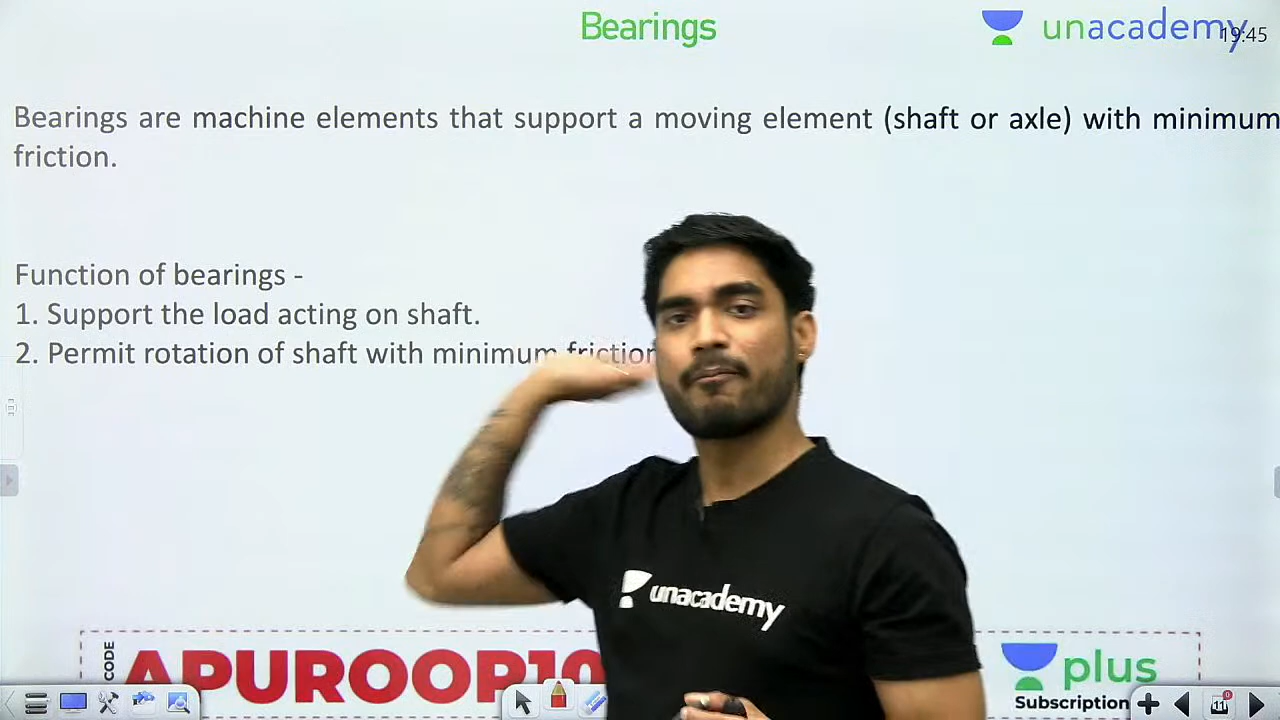 Bearings
unacademy
19:45
Bearings are machine elements that support a moving element (shaft or axle) with minimum
friction.
Function of bearings -
1. Support the load acting on shaft.
2. Permit rotation of shaft with minimum friction
unacademy
CODE
APUROOP10
plus
Subscription
11
0